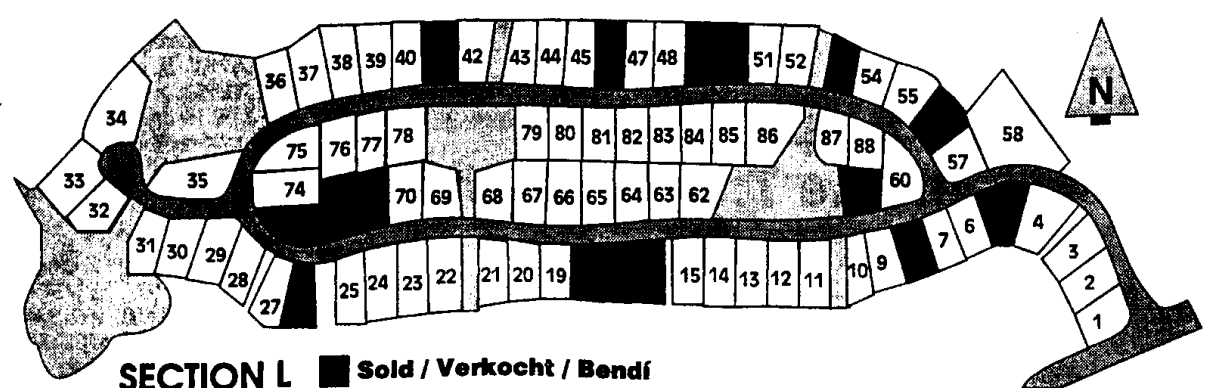 36 37 38 39 40 42 43 44 45 47 48 51 52 54 55
N
34 58
75 76 77 78 79 80 81 82 83 84 85 86 87 88 57
33 35 74 70 69 68 67 66 65 64 63 62 60
32
31 30 29 28 27 25 24 23 22 21 20 19 15 14 13 12 11 10 9 7 6 4 3
2
1
SECTION L Sold / Verkocht / Bendí